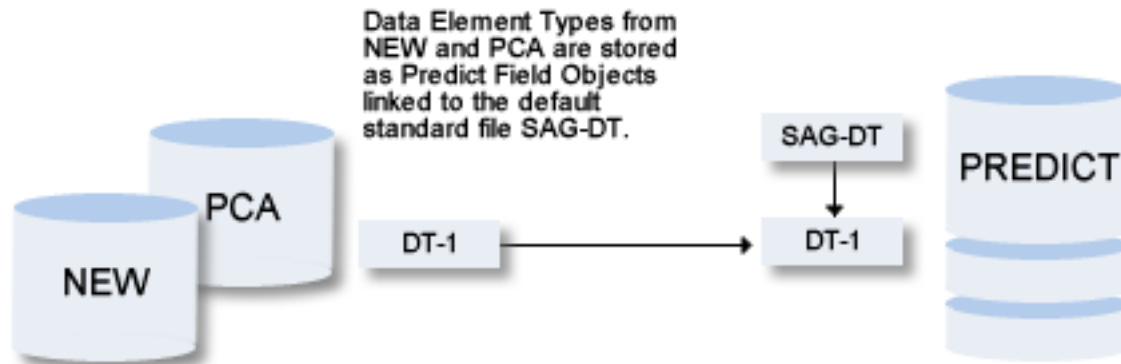 Data Element Types from
NEW and PCA are stored
as Predict Field Objects
linked to the default
standard file SAG-DT.
SAG-DT
PREDICT
PCA
DT-1
DT-1
NEW